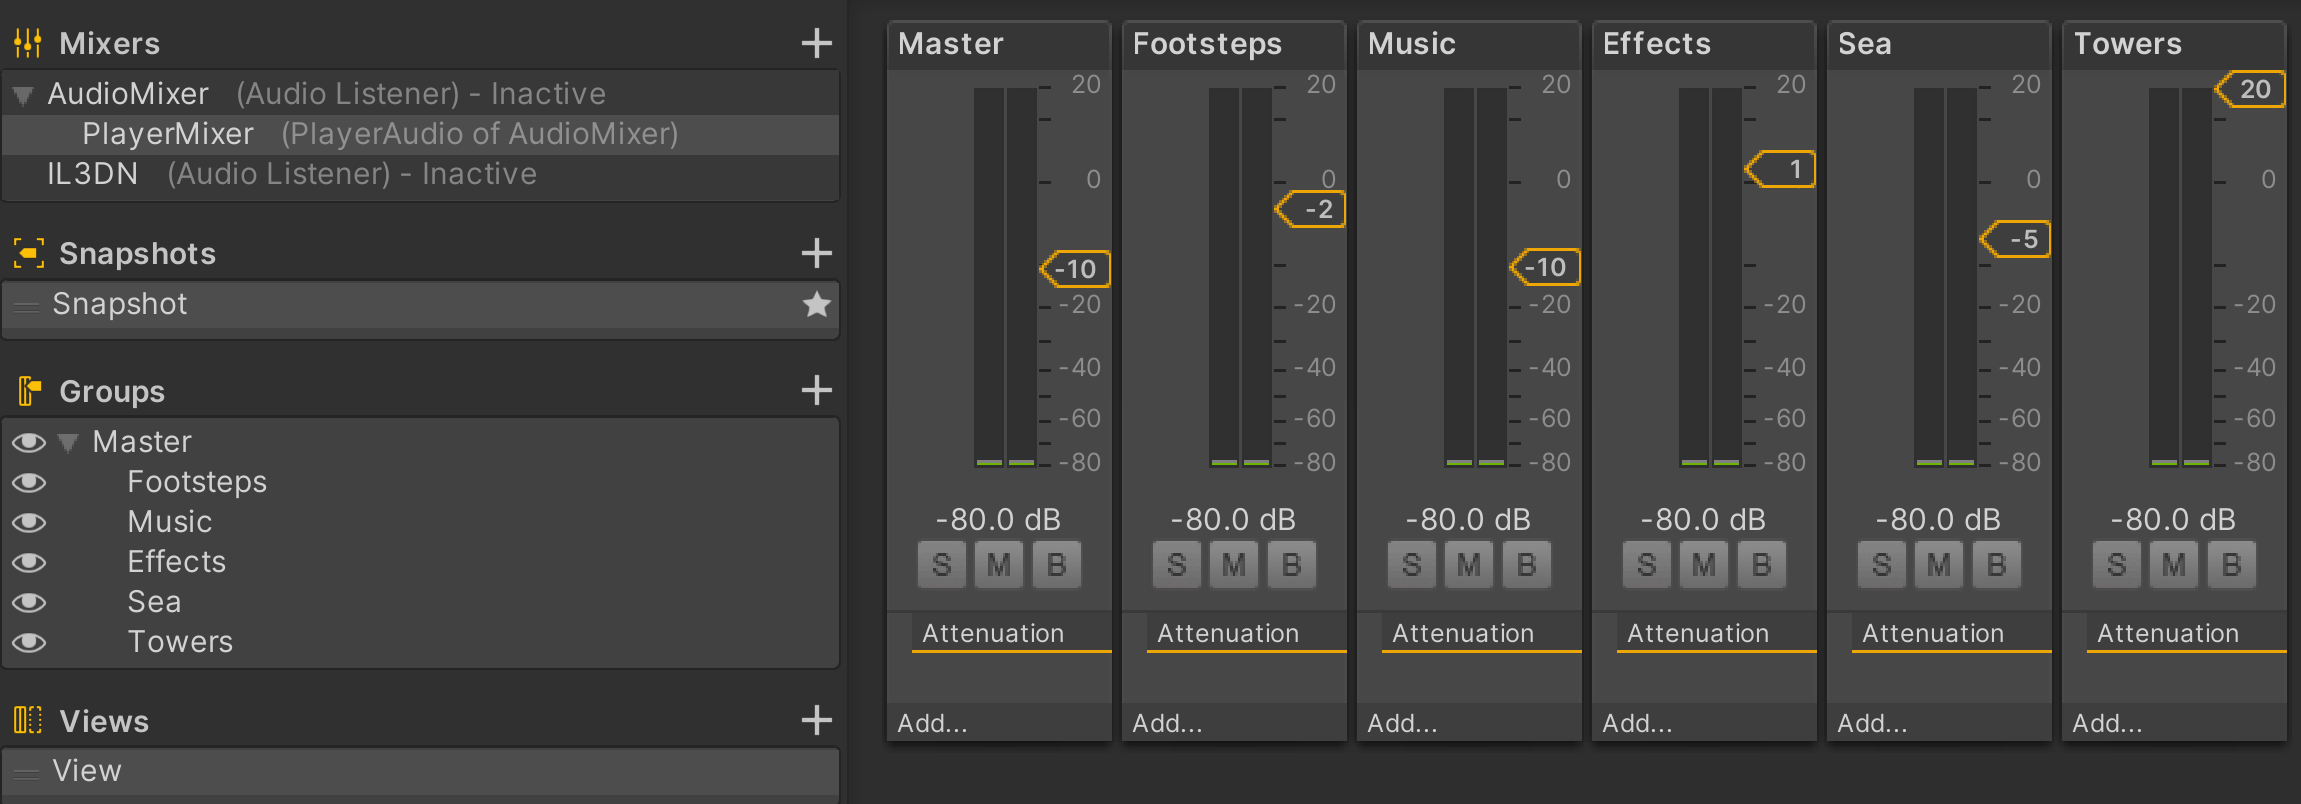 Mixers
AudioMixer (Audio Listener) - Inactive
PlayerMixer (PlayerAudio of AudioMixer)
IL3DN (Audio Listener) - Inactive
Snapshots
Snapshot
Groups
Master
Footsteps
Music
Effects
Sea
Towers
Views
View
Master
20
0
-10
-20
-40
-60
-80
-80.0 dB
S M B
Attenuation
Add...
Footsteps
20
0
-2
-20
-40
-60
-80
-80.0 dB
S M B
Attenuation
Add...
Music
20
0
-10
-20
-40
-60
-80
-80.0 dB
S M B
Attenuation
Add...
Effects
20
1
-20
-40
-60
-80
-80.0 dB
S M B
Attenuation
Add...
Sea
20
0
-5
-20
-40
-60
-80
-80.0 dB
S M B
Attenuation
Add...
Towers
20
0
-20
-40
-60
-80
-80.0 dB
S M B
Attenuation
Add...